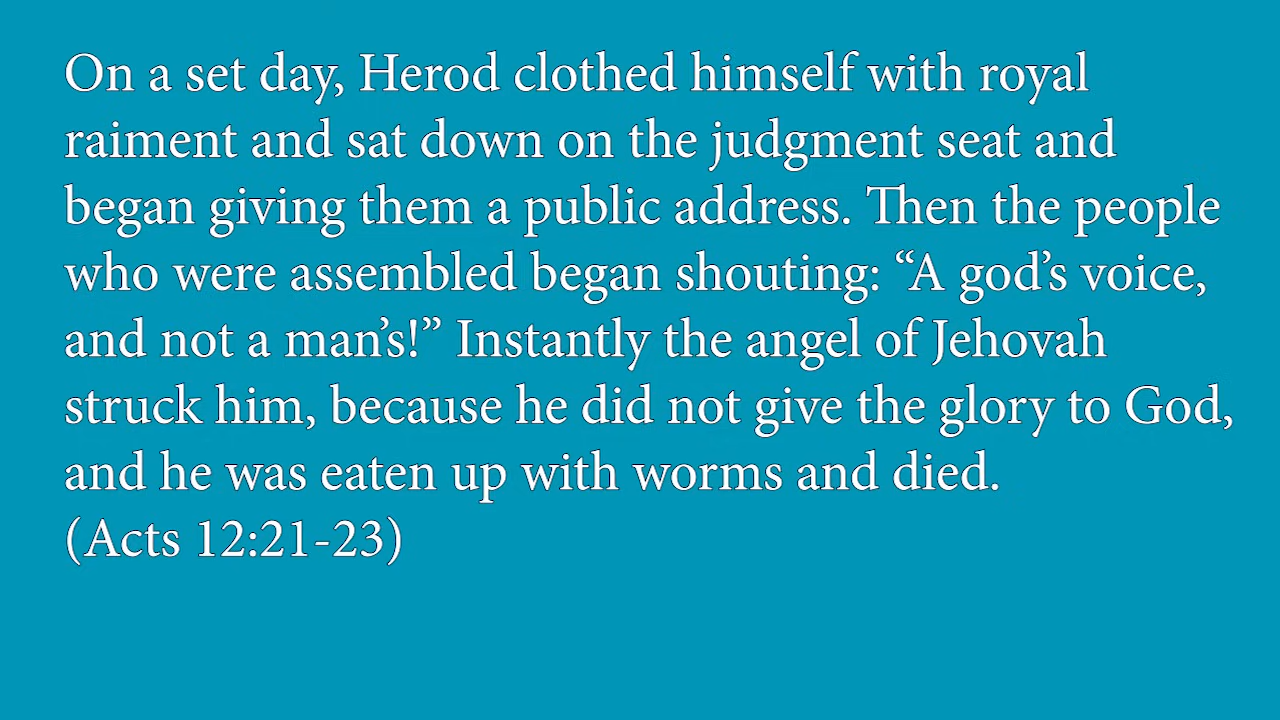 On a set day, Herod clothed himself with royal
raiment and sat down on the judgment seat and
began giving them a public address. Then the people
who were assembled began shouting: “A god’s voice,
and not a man’s!” Instantly the angel of Jehovah
struck him, because he did not give the glory to God,
and he was eaten up with worms and died.
(Acts 12:21-23)